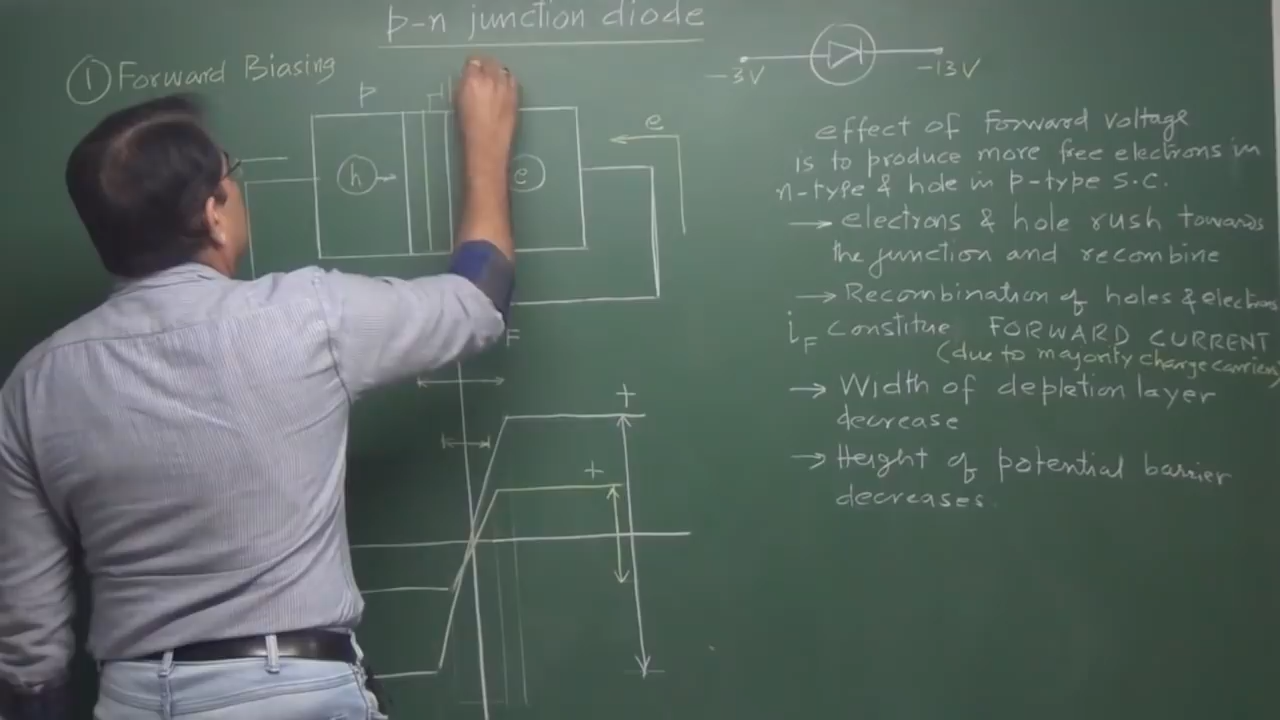 p-n junction diode
① Forward Biasing
p
h
e
e
F
+
+
-3V
-13V
effect of Forward voltage
is to produce more free electrons in
n-type & hole in p-type S.C.
→ electrons & hole rush towards
the junction and recombine
→ Recombination of holes & electrons
iF constitue FORWARD CURRENT
(due to majority charge carriers)
→ Width of depletion layer
decrease
→ Height of potential barrier
decreases.